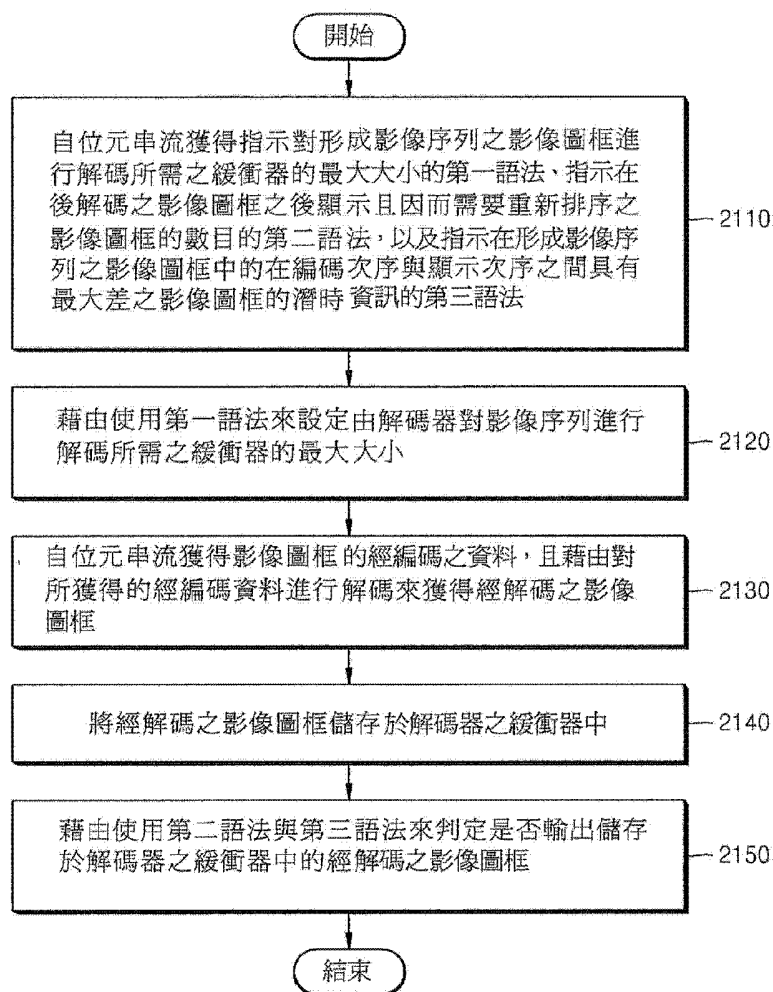 開始
自位元串流獲得指示對形成影像序列之影像圖框進
行解碼所需之緩衝器的最大大小的第一語法、指示在
後解碼之影像圖框之後顯示且因而需要重新排序之
影像圖框的數目的第二語法，以及指示在形成影像序
列之影像圖框中的在編碼次序與顯示次序之間具有
最大差之影像圖框的潛時資訊的第三語法
2110
藉由使用第一語法來設定由解碼器對影像序列進行
解碼所需之緩衝器的最大大小
2120
自位元串流獲得影像圖框的經編碼之資料，且藉由對
所獲得的經編碼資料進行解碼來獲得經解碼之影像
圖框
2130
將經解碼之影像圖框儲存於解碼器之緩衝器中
2140
藉由使用第二語法與第三語法來判定是否輸出儲存
於解碼器之緩衝器中的經解碼之影像圖框
2150
結束